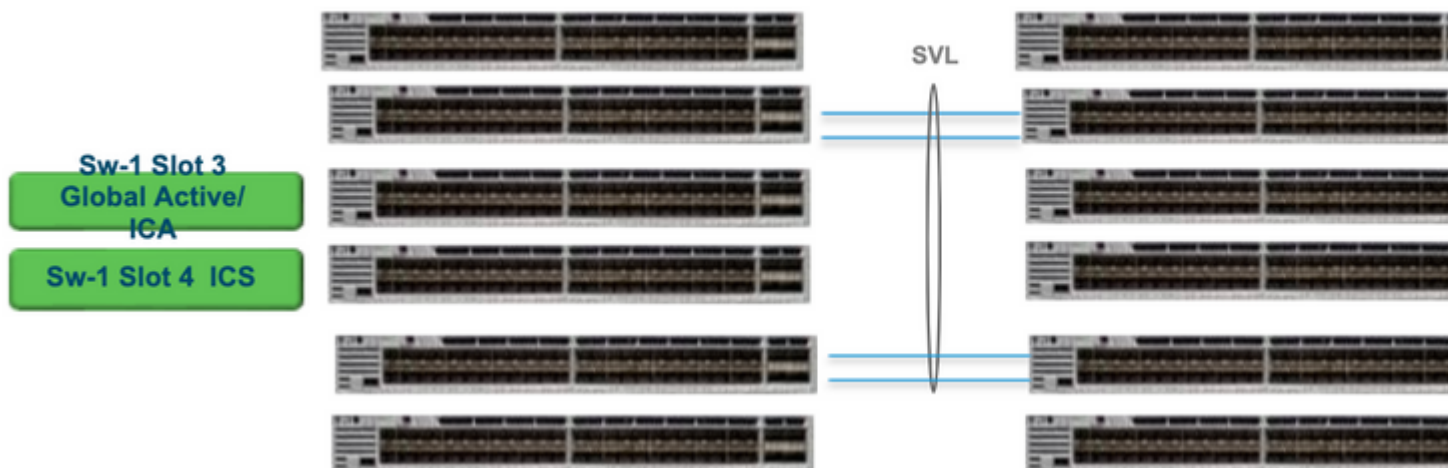 SVL
Sw-1 Slot 3
Global Active/
ICA
Sw-1 Slot 4 ICS